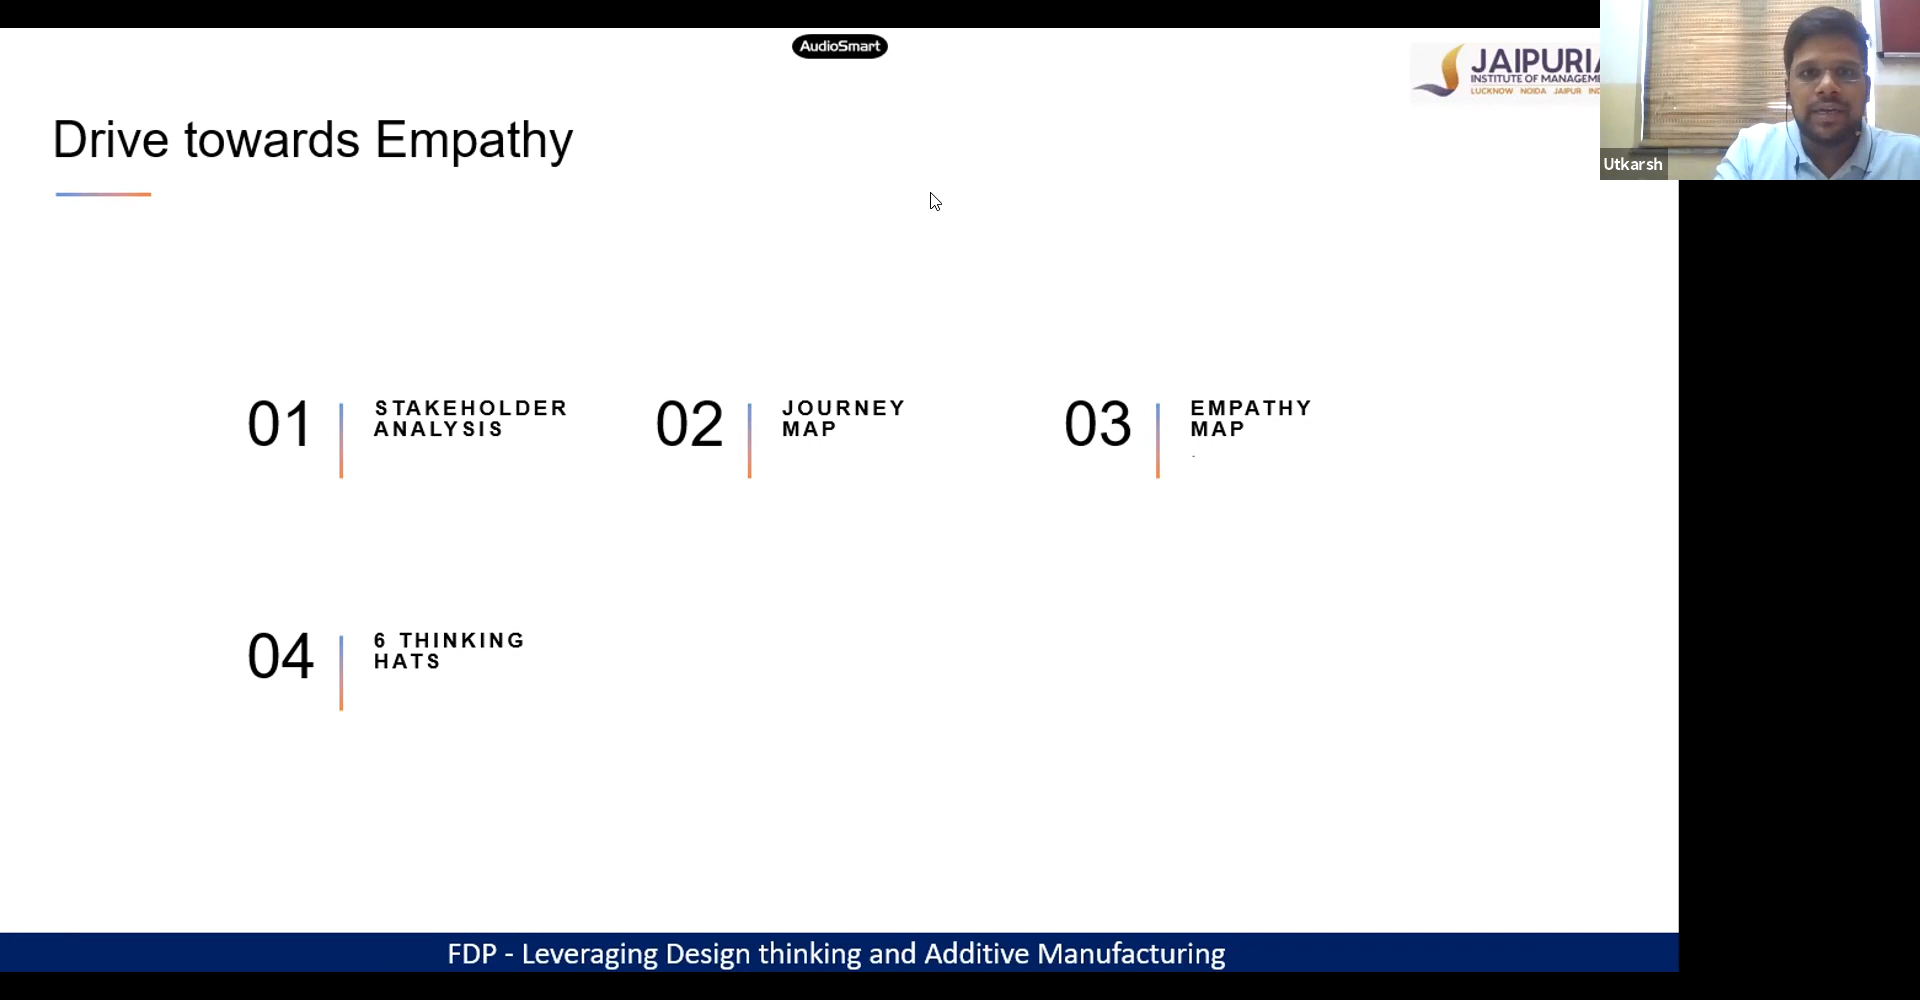 AudioSmart
JAIPURIA
INSTITUTE OF MANAGEME
LUCKNOW NOIDA JAIPUR IND
Utkarsh
Drive towards Empathy
01
STAKEHOLDER
ANALYSIS
02
JOURNEY
MAP
03
EMPATHY
MAP
.
04
6 THINKING
HATS
FDP - Leveraging Design thinking and Additive Manufacturing